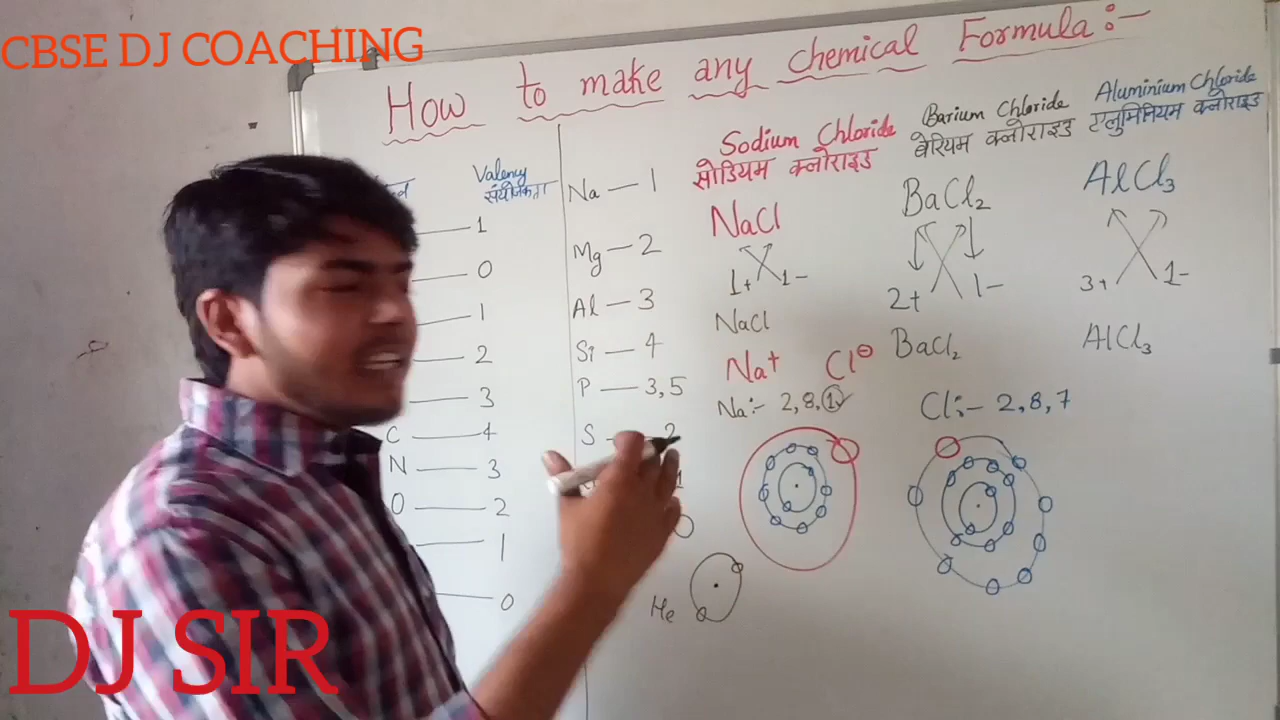 CBSE DJ COACHING
How to make any chemical Formula:-
Valency
संयोजकता
1
0
1
2
3
C — 4
N — 3
O — 2
1
0
Na — 1
Mg — 2
Al — 3
Si — 4
P — 3,5
S — 2
1
0
He
Sodium Chloride
सोडियम क्लोराइड
NaCl
1+ 1-
NaCl
Na+ Cl⊖
Na:- 2,8,1
Barium Chloride
बेरियम क्लोराइड
BaCl2
2+ 1-
BaCl2
Cl:- 2,8,7
Aluminium Chloride
एलुमिनियम क्लोराइड
AlCl3
3+ 1-
AlCl3
DJ SIR